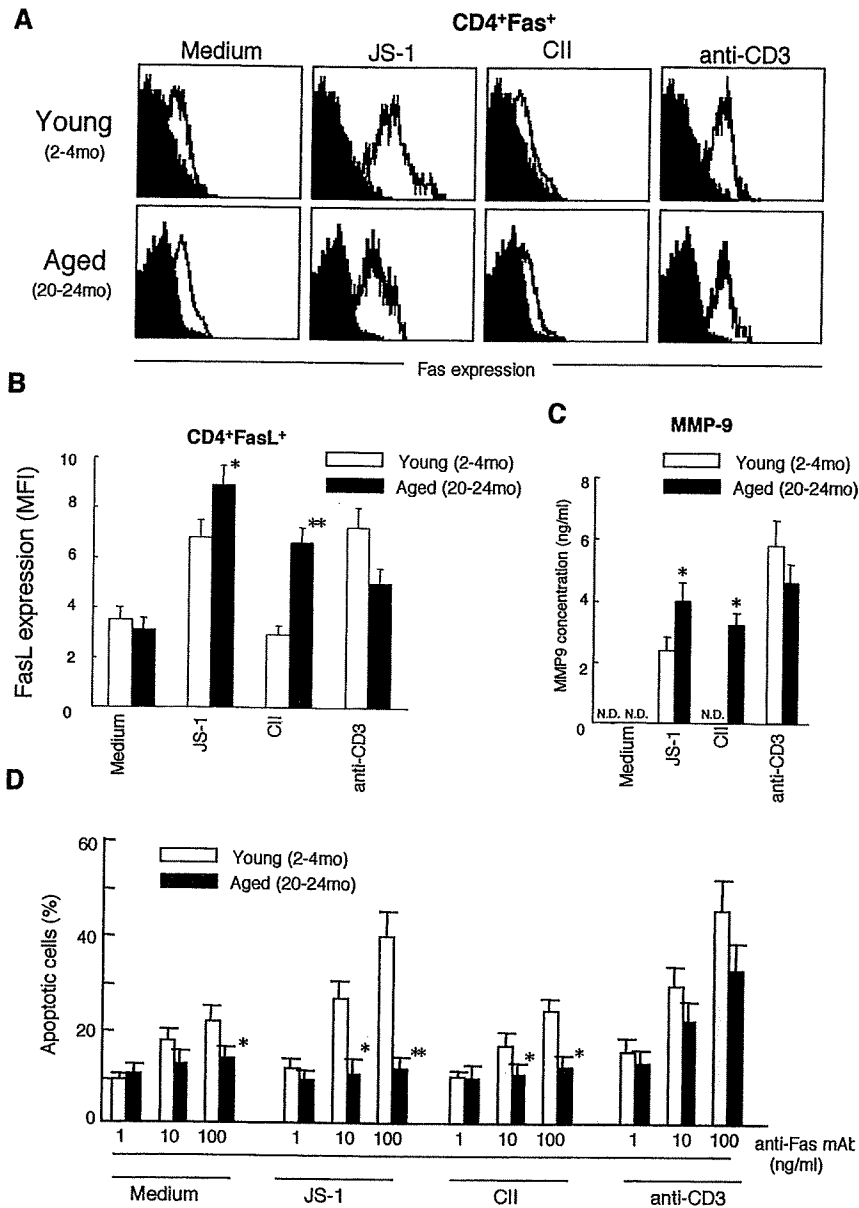 A
CD4+Fas+
Medium JS-1 CII anti-CD3
Young
(2-4mo)
Aged
(20-24mo)
Fas expression
B
CD4+FasL+
Young (2-4mo)
Aged (20-24mo)
FasL expression (MFI)
10
8
6
4
2
0
*
**
Medium
JS-1
CII
anti-CD3
C
MMP-9
Young (2-4mo)
Aged (20-24mo)
MMP9 concentration (ng/ml)
8
6
4
2
0
*
*
N.D. N.D. N.D.
Medium
JS-1
CII
anti-CD3
D
Young (2-4mo)
Aged (20-24mo)
Apoptotic cells (%)
60
40
20
0
*
*
**
*
*
1 10 100 1 10 100 1 10 100 1 10 100 anti-Fas mAb
(ng/ml)
Medium JS-1 CII anti-CD3